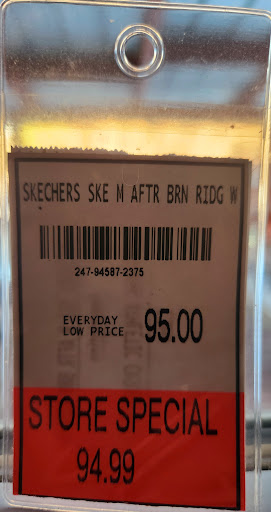 SKECHERS SKE M AFTR BRN RIDG W
247-94587-2375
EVERYDAY
LOW PRICE 95.00
STORE SPECIAL
94.99